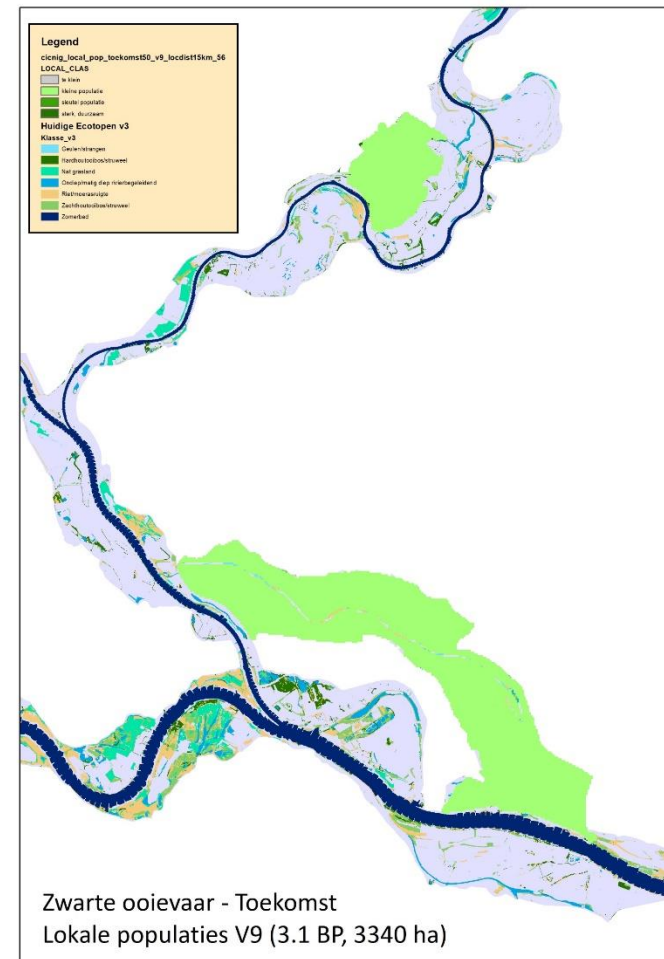 Legend
cicnig_local_pop_toekomst50_v9_locdist15km_56
LOCAL_CLAS
te klein
kleine populatie
sleutel populatie
sterk, duurzaam
Huidige Ecotopen v3
Klasse_v3
Geulen/strangen
Hardhoutooibos/struweel
Nat grasland
Ondiep/matig diep rivierbegeleidend
Riet/moerasruigte
Zachthoutooibos/struweel
Zomerbed
Zwarte ooievaar - Toekomst
Lokale populaties V9 (3.1 BP, 3340 ha)